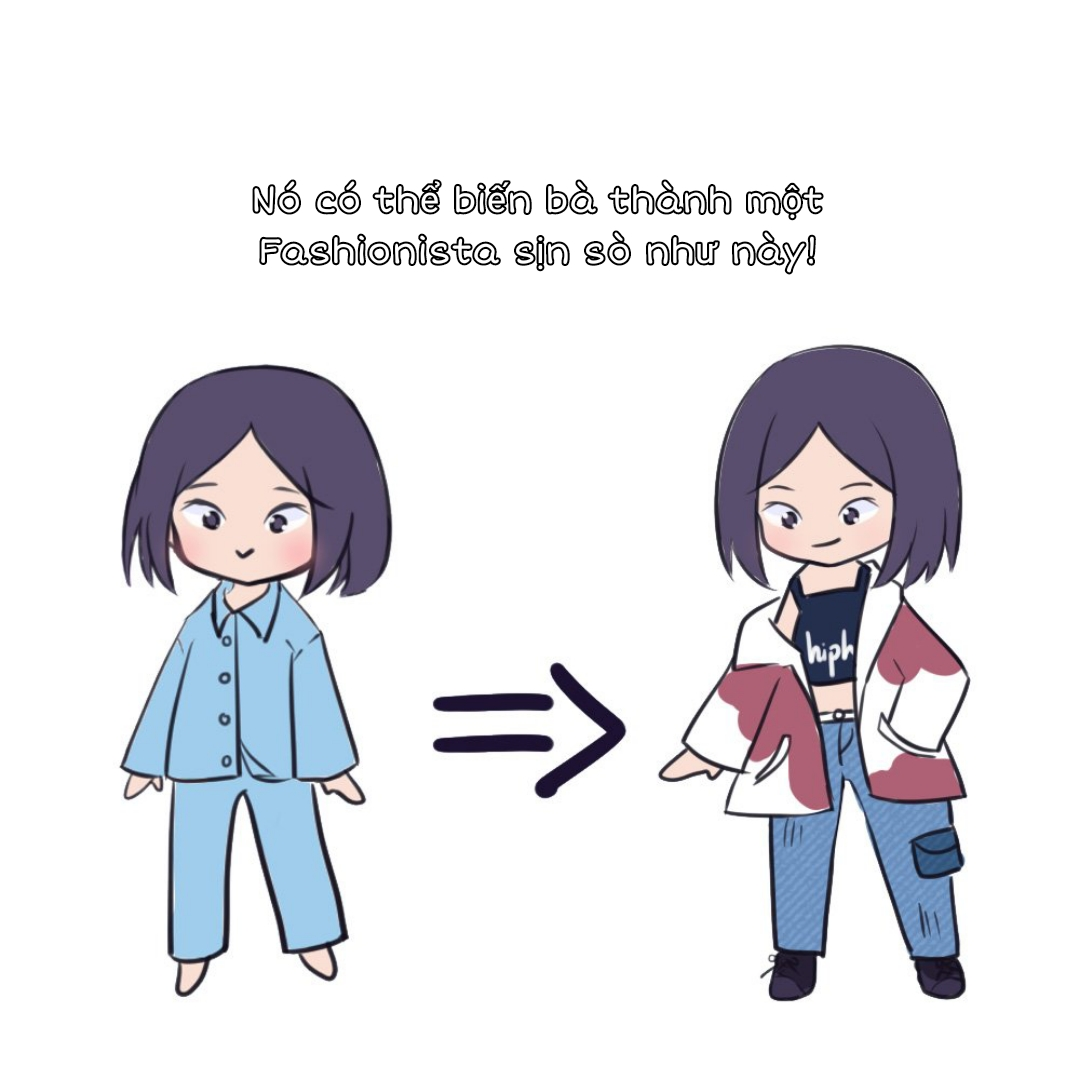 Nó có thể biến bà thành một
Fashionista sịn sò như này!
hiph